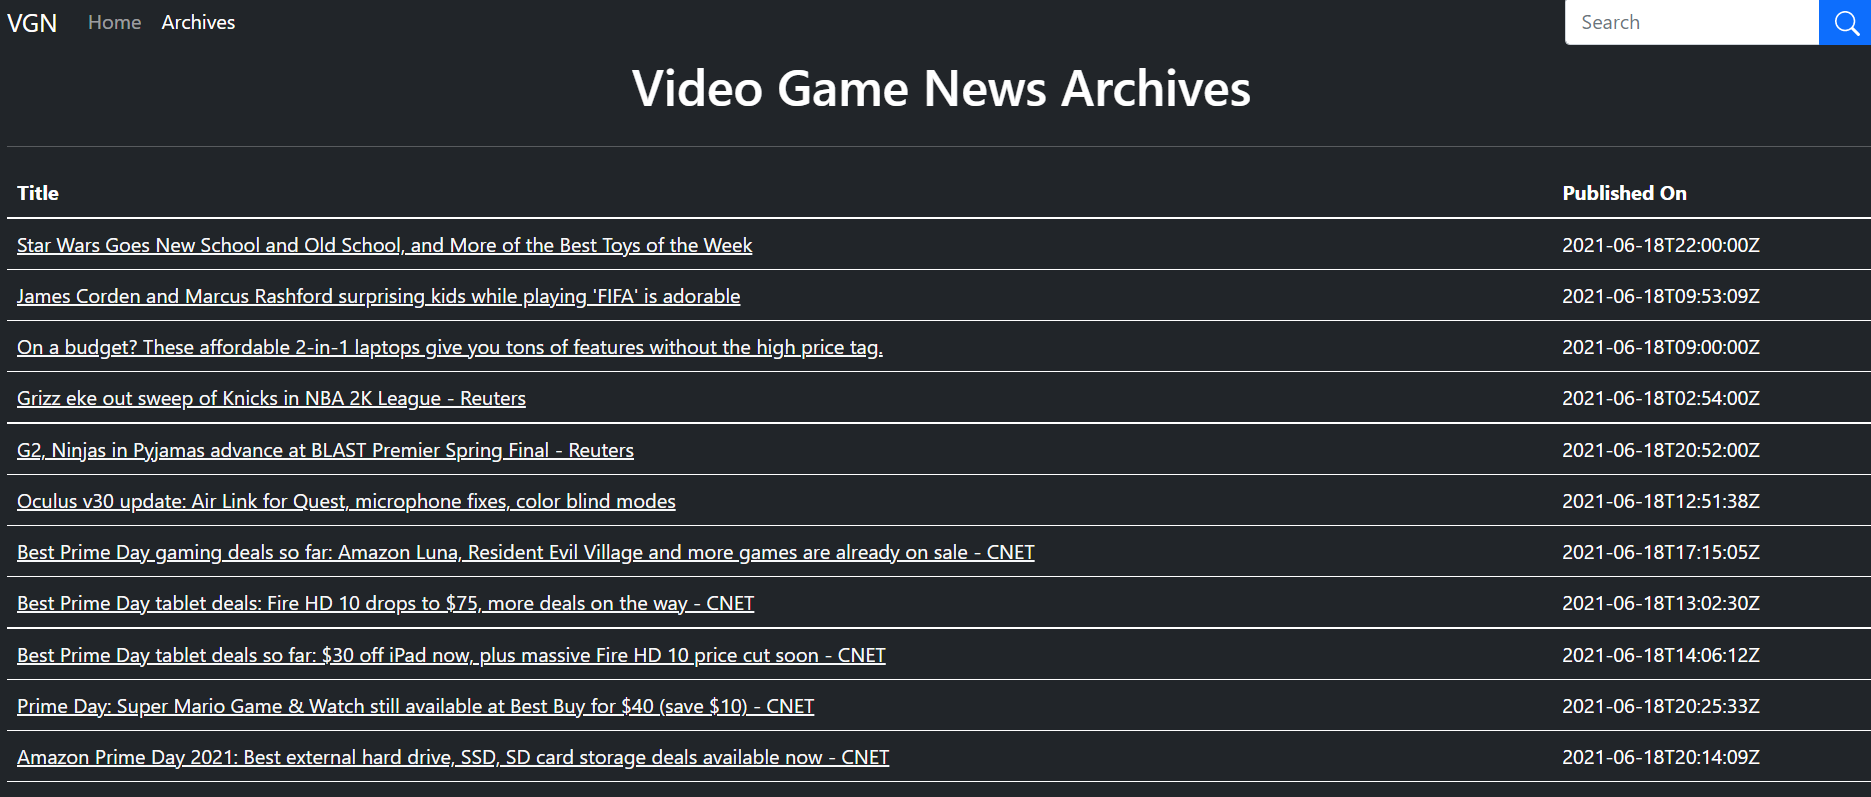 VGN Home Archives Search
Video Game News Archives
Title Published On
Star Wars Goes New School and Old School, and More of the Best Toys of the Week 2021-06-18T22:00:00Z
James Corden and Marcus Rashford surprising kids while playing 'FIFA' is adorable 2021-06-18T09:53:09Z
On a budget? These affordable 2-in-1 laptops give you tons of features without the high price tag. 2021-06-18T09:00:00Z
Grizz eke out sweep of Knicks in NBA 2K League - Reuters 2021-06-18T02:54:00Z
G2, Ninjas in Pyjamas advance at BLAST Premier Spring Final - Reuters 2021-06-18T20:52:00Z
Oculus v30 update: Air Link for Quest, microphone fixes, color blind modes 2021-06-18T12:51:38Z
Best Prime Day gaming deals so far: Amazon Luna, Resident Evil Village and more games are already on sale - CNET 2021-06-18T17:15:05Z
Best Prime Day tablet deals: Fire HD 10 drops to $75, more deals on the way - CNET 2021-06-18T13:02:30Z
Best Prime Day tablet deals so far: $30 off iPad now, plus massive Fire HD 10 price cut soon - CNET 2021-06-18T14:06:12Z
Prime Day: Super Mario Game & Watch still available at Best Buy for $40 (save $10) - CNET 2021-06-18T20:25:33Z
Amazon Prime Day 2021: Best external hard drive, SSD, SD card storage deals available now - CNET 2021-06-18T20:14:09Z